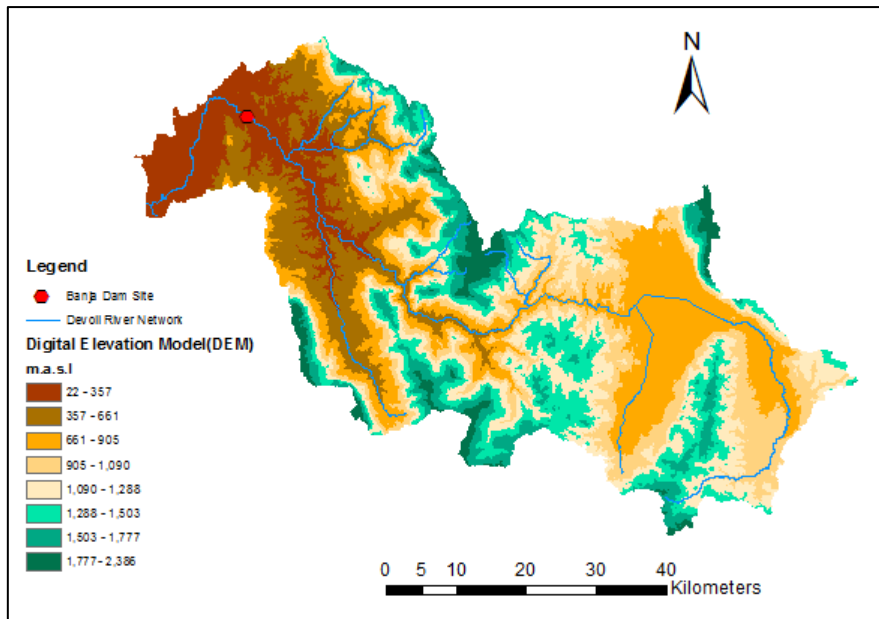 N
Legend
Banja Dam Site
Devoll River Network
Digital Elevation Model(DEM)
m.a.s.l
22 - 357
357 - 661
661 - 905
905 - 1,090
1,090 - 1,288
1,288 - 1,503
1,503 - 1,777
1,777 - 2,386
0 5 10 20 30 40
Kilometers